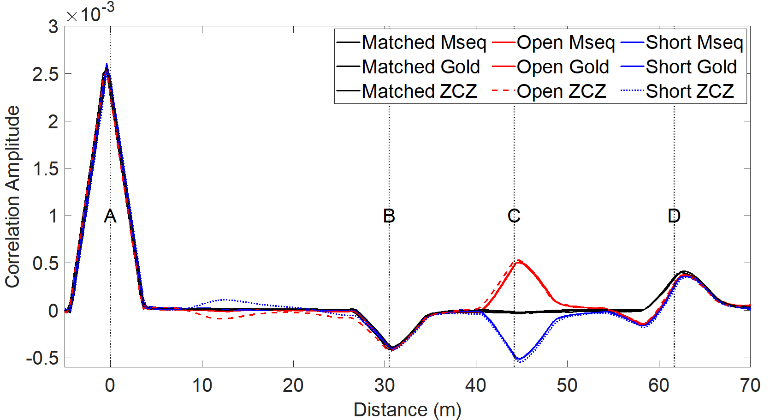 ×10⁻³
3
Matched Mseq Open Mseq Short Mseq
Matched Gold Open Gold Short Gold
Matched ZCZ Open ZCZ Short ZCZ
2.5
2
1.5
1
A B C D
0.5
0
-0.5
0 10 20 30 40 50 60 70
Correlation Amplitude
Distance (m)